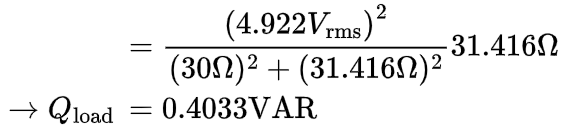 = (4.922V_rms)^2 / ((30Ω)^2 + (31.416Ω)^2) 31.416Ω
→ Q_load = 0.4033VAR